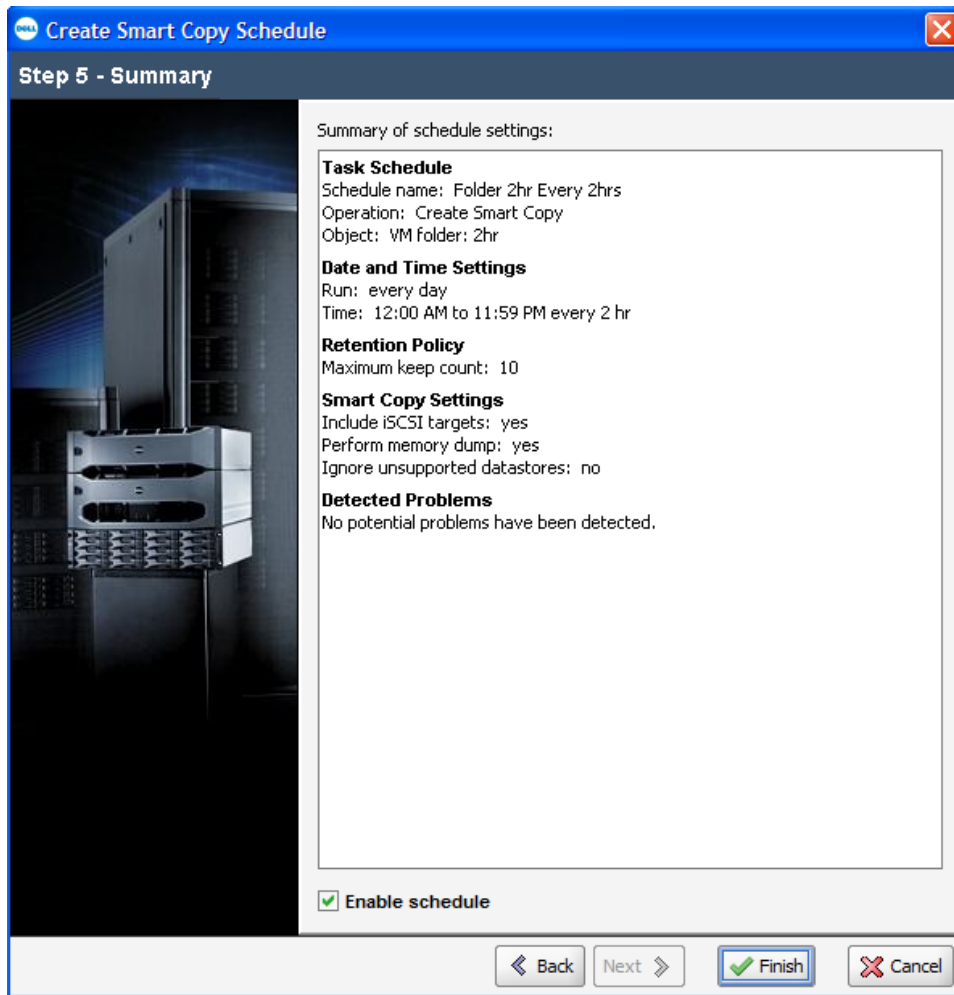 DELL
Create Smart Copy Schedule
Step 5 - Summary
Summary of schedule settings:
Task Schedule
Schedule name: Folder 2hr Every 2hrs
Operation: Create Smart Copy
Object: VM folder: 2hr
Date and Time Settings
Run: every day
Time: 12:00 AM to 11:59 PM every 2 hr
Retention Policy
Maximum keep count: 10
Smart Copy Settings
Include iSCSI targets: yes
Perform memory dump: yes
Ignore unsupported datastores: no
Detected Problems
No potential problems have been detected.
Enable schedule
Back
Next
Finish
Cancel